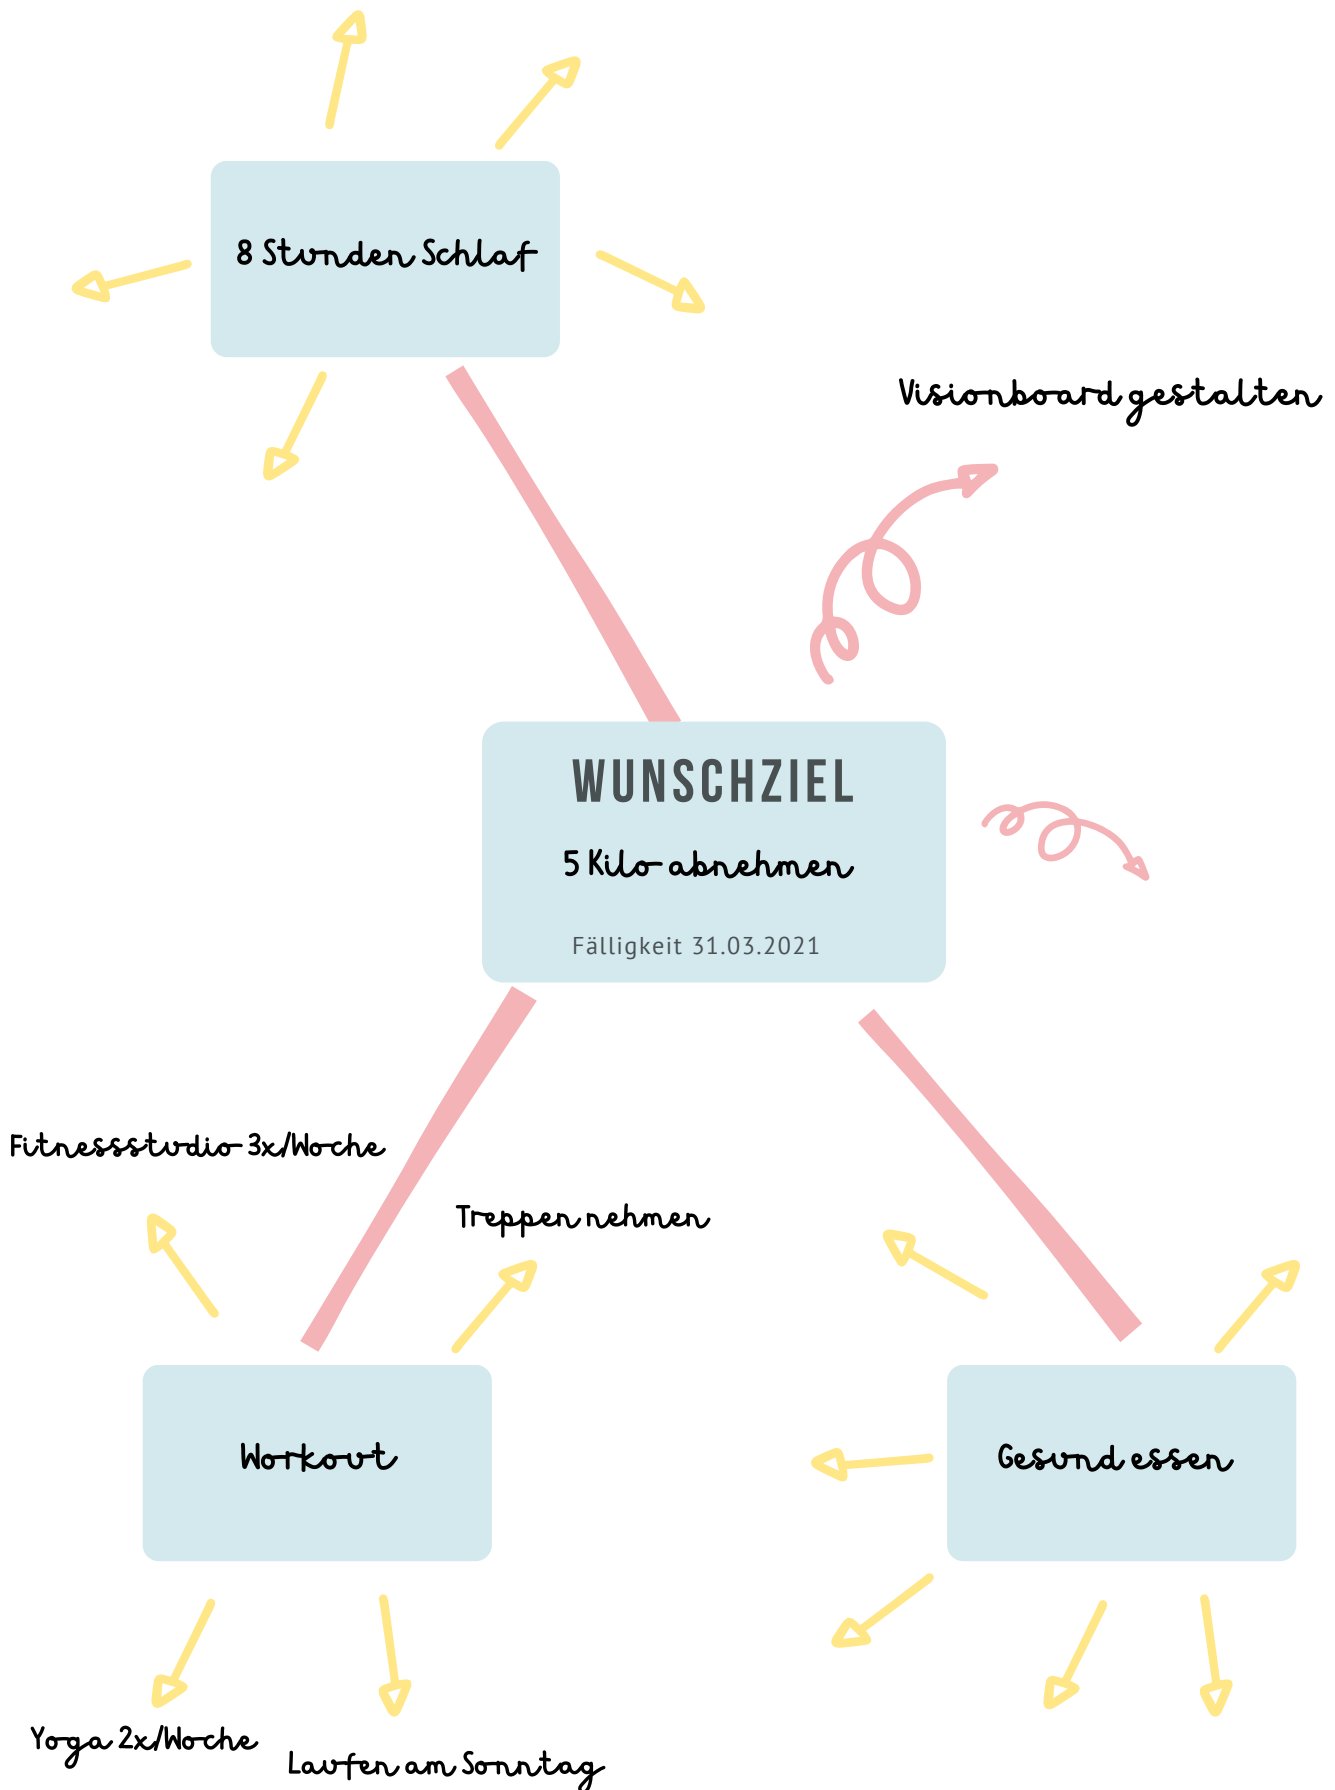 8 Stunden Schlaf
Visionboard gestalten
WUNSCHZIEL
5 Kilo abnehmen
Fälligkeit 31.03.2021
Fitnessstudio 3x/Woche
Treppen nehmen
Workout
Gesund essen
Yoga 2x/Woche
Laufen am Sonntag